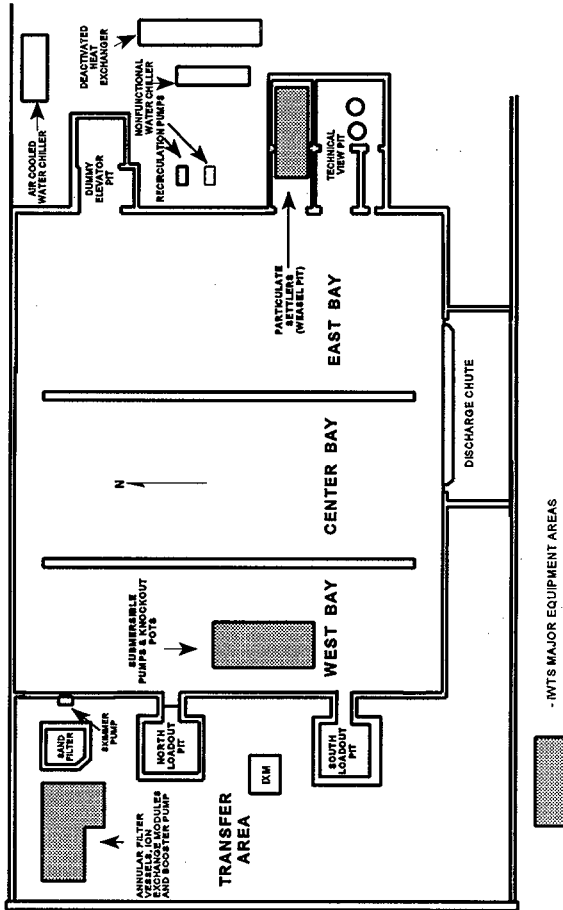 AIR COOLED
WATER CHILLER
DEACTIVATED
HEAT
EXCHANGER
DUMMY
ELEVATOR
PIT
NONFUNCTIONAL
WATER CHILLER
RECIRCULATION PUMPS
TECHNICAL
VIEW PIT
PARTICULATE
SETTLERS
(WEASEL PIT)
EAST BAY
N
CENTER BAY
DISCHARGE CHUTE
SUBMERSIBLE
PUMPS & KNOCKOUT
POTS
WEST BAY
SKIMMER
PUMP
SAND
FILTER
NORTH
LOADOUT
PIT
SOUTH
LOADOUT
PIT
IXM
ANNULAR FILTER
VESSELS, ION
EXCHANGE MODULES
AND BOOSTER PUMP
TRANSFER
AREA
- IWTS MAJOR EQUIPMENT AREAS